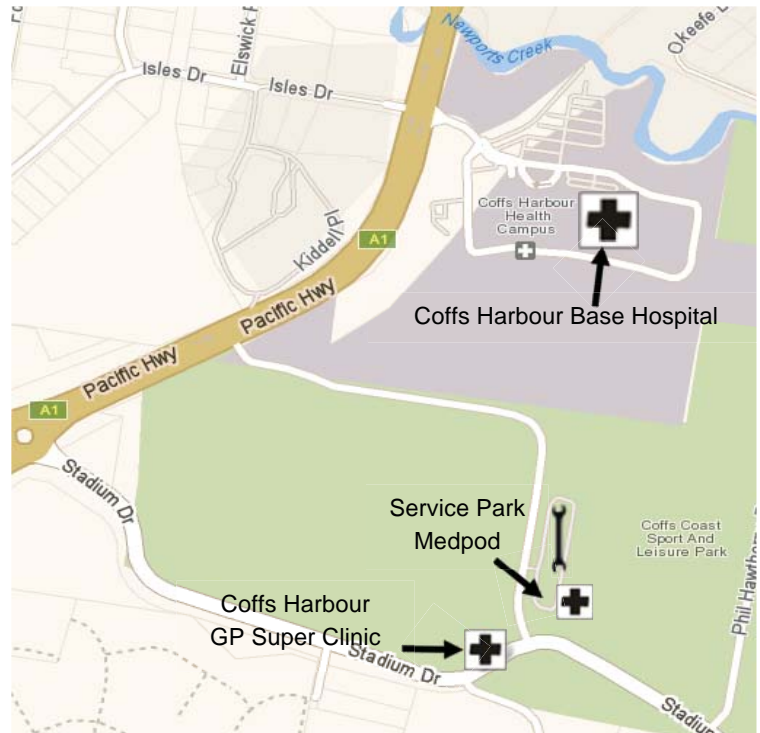 Newports Creek
Okeefe
Elswick
Isles Dr
Isles Dr
Coffs Harbour
Health
Campus
Kiddell Pl
A1
Coffs Harbour Base Hospital
Pacific Hwy
Pacific Hwy
A1
Stadium Dr
Service Park
Medpod
Coffs Coast
Sport And
Leisure Park
Coffs Harbour
GP Super Clinic
Phil Hawthorne
Stadium Dr
Stadium